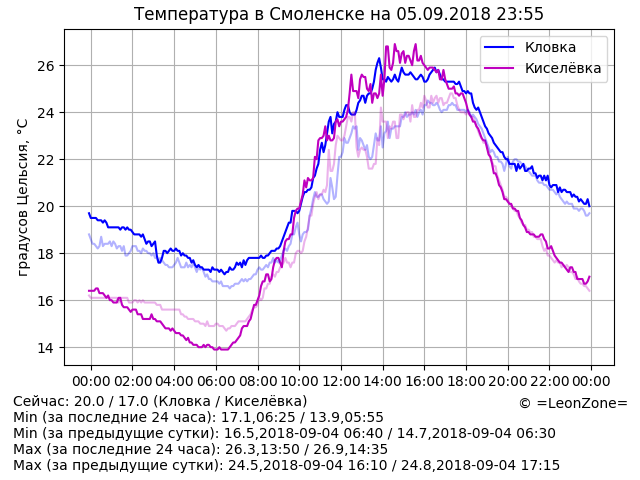 Температура в Смоленске на 05.09.2018 23:55
Кловка
Киселёвка
градусов Цельсия, °C
26
24
22
20
18
16
14
00:00 02:00 04:00 06:00 08:00 10:00 12:00 14:00 16:00 18:00 20:00 22:00 00:00
Сейчас: 20.0 / 17.0 (Кловка / Киселёвка)
© =LeonZone=
Min (за последние 24 часа): 17.1,06:25 / 13.9,05:55
Min (за предыдущие сутки): 16.5,2018-09-04 06:40 / 14.7,2018-09-04 06:30
Max (за последние 24 часа): 26.3,13:50 / 26.9,14:35
Max (за предыдущие сутки): 24.5,2018-09-04 16:10 / 24.8,2018-09-04 17:15